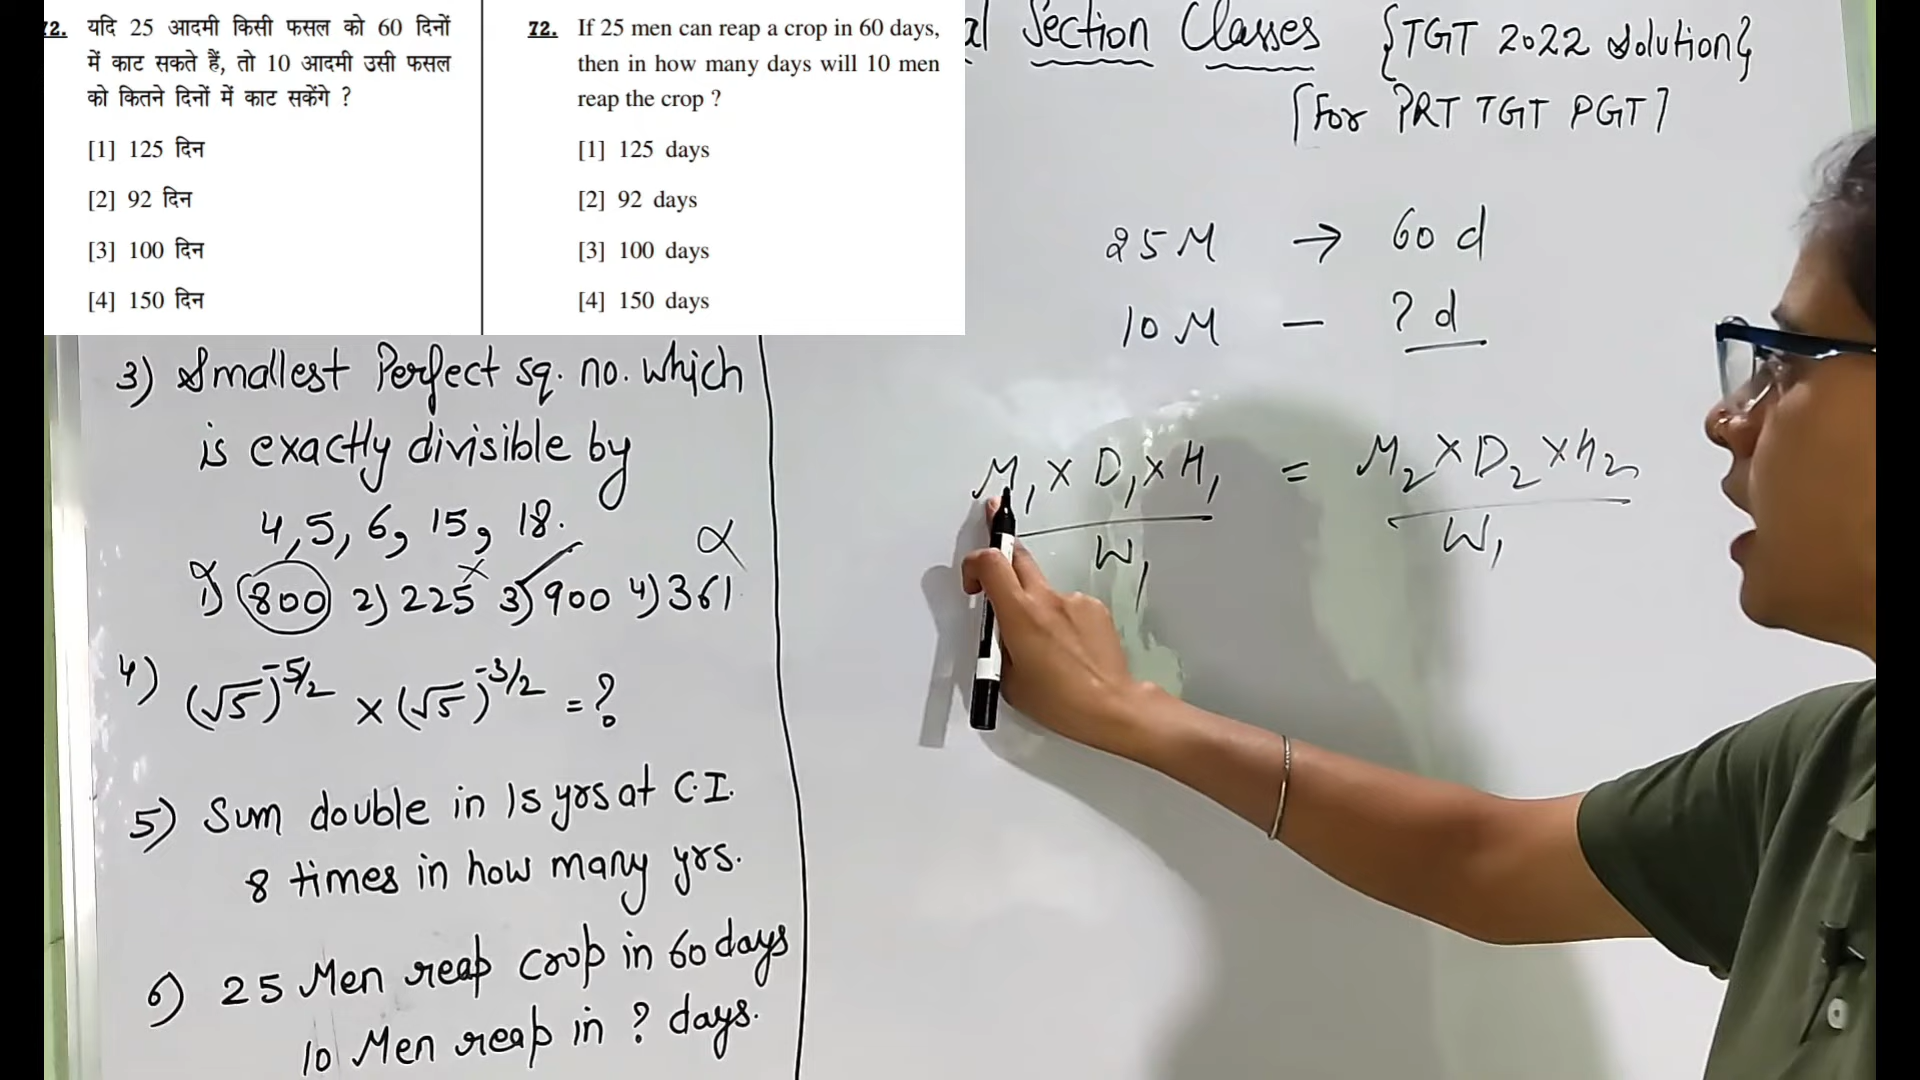 72. यदि 25 आदमी किसी फसल को 60 दिनों
में काट सकते हैं, तो 10 आदमी उसी फसल
को कितने दिनों में काट सकेंगे ?
[1] 125 दिन
[2] 92 दिन
[3] 100 दिन
[4] 150 दिन
72. If 25 men can reap a crop in 60 days,
then in how many days will 10 men
reap the crop ?
[1] 125 days
[2] 92 days
[3] 100 days
[4] 150 days
al Section Classes {TGT 2022 Solution}
[For PRT TGT PGT]
25 M → 60 d
10 M — ? d
M₁ × D₁ × H₁ = M₂ × D₂ × H₂
W₁ W₁
3) Smallest Perfect sq. no. which
is exactly divisible by
4, 5, 6, 15, 18.
1) 800 2) 225 3) 900 4) 361
4) (√5)^-5/2 × (√5)^-3/2 = ?
5) Sum double in 15 yrs at C.I.
8 times in how many yrs.
6) 25 Men reap crop in 60 days
10 Men reap in ? days.